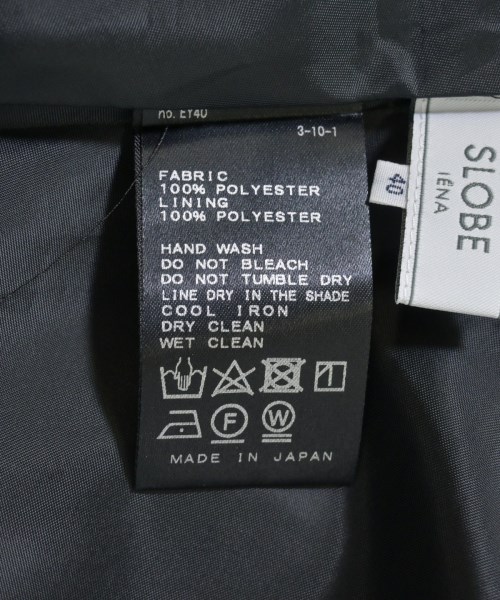 no. EY40
3-10-1
FABRIC
100% POLYESTER
LINING
100% POLYESTER
HAND WASH
DO NOT BLEACH
DO NOT TUMBLE DRY
LINE DRY IN THE SHADE
COOL IRON
DRY CLEAN
WET CLEAN
F W
MADE IN JAPAN
40
SLOBE
IÉNA